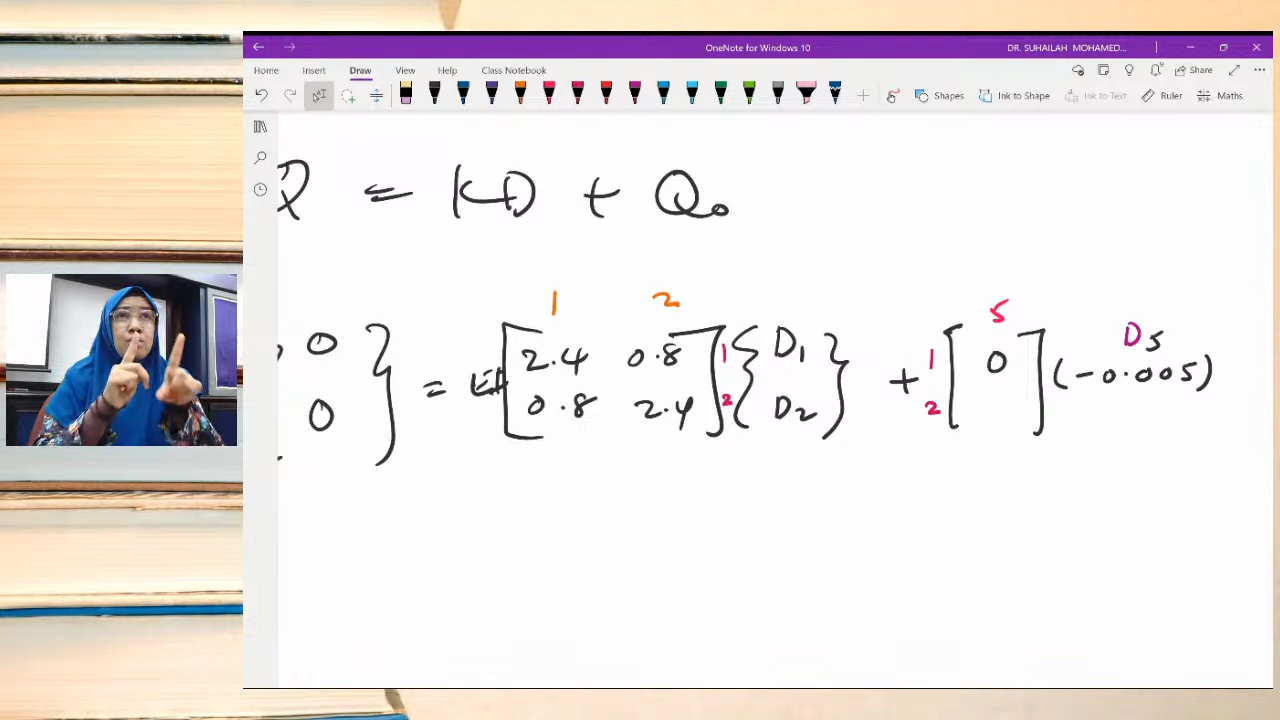 OneNote for Windows 10
DR. SUHAILAH MOHAMED...
Home Insert Draw View Help Class Notebook
Share
Shapes Ink to Shape Ink to Text Ruler Maths
Q = KD + Q₀
1 2
5
0 } = EI [ 2.4 0.8 ] 1 { D₁ } + 1 [ 0 ] D5 (-0.005)
0 0.8 2.4 2 D₂ 2